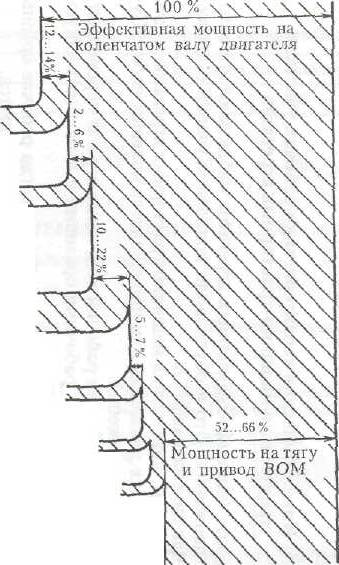 100 %
Эффективная мощность на
коленчатом валу двигателя
12...14%
2...6%
10...22%
5...7%
52...66 %
Мощность на тягу
и привод ВОМ